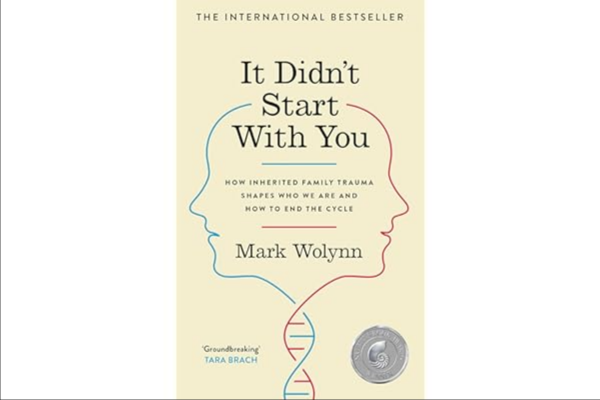 THE INTERNATIONAL BESTSELLER
It Didn't
Start
With You
HOW INHERITED FAMILY TRAUMA
SHAPES WHO WE ARE AND
HOW TO END THE CYCLE
Mark Wolynn
'Groundbreaking'
TARA BRACH